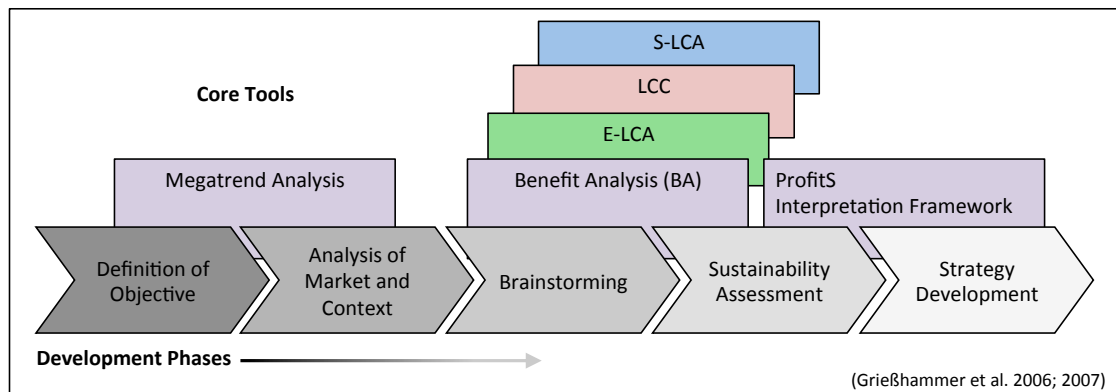 S-LCA
LCC
Core Tools
E-LCA
Megatrend Analysis
Benefit Analysis (BA)
ProfitS
Interpretation Framework
Definition of
Objective
Analysis of
Market and
Context
Brainstorming
Sustainability
Assessment
Strategy
Development
Development Phases
(Grießhammer et al. 2006; 2007)